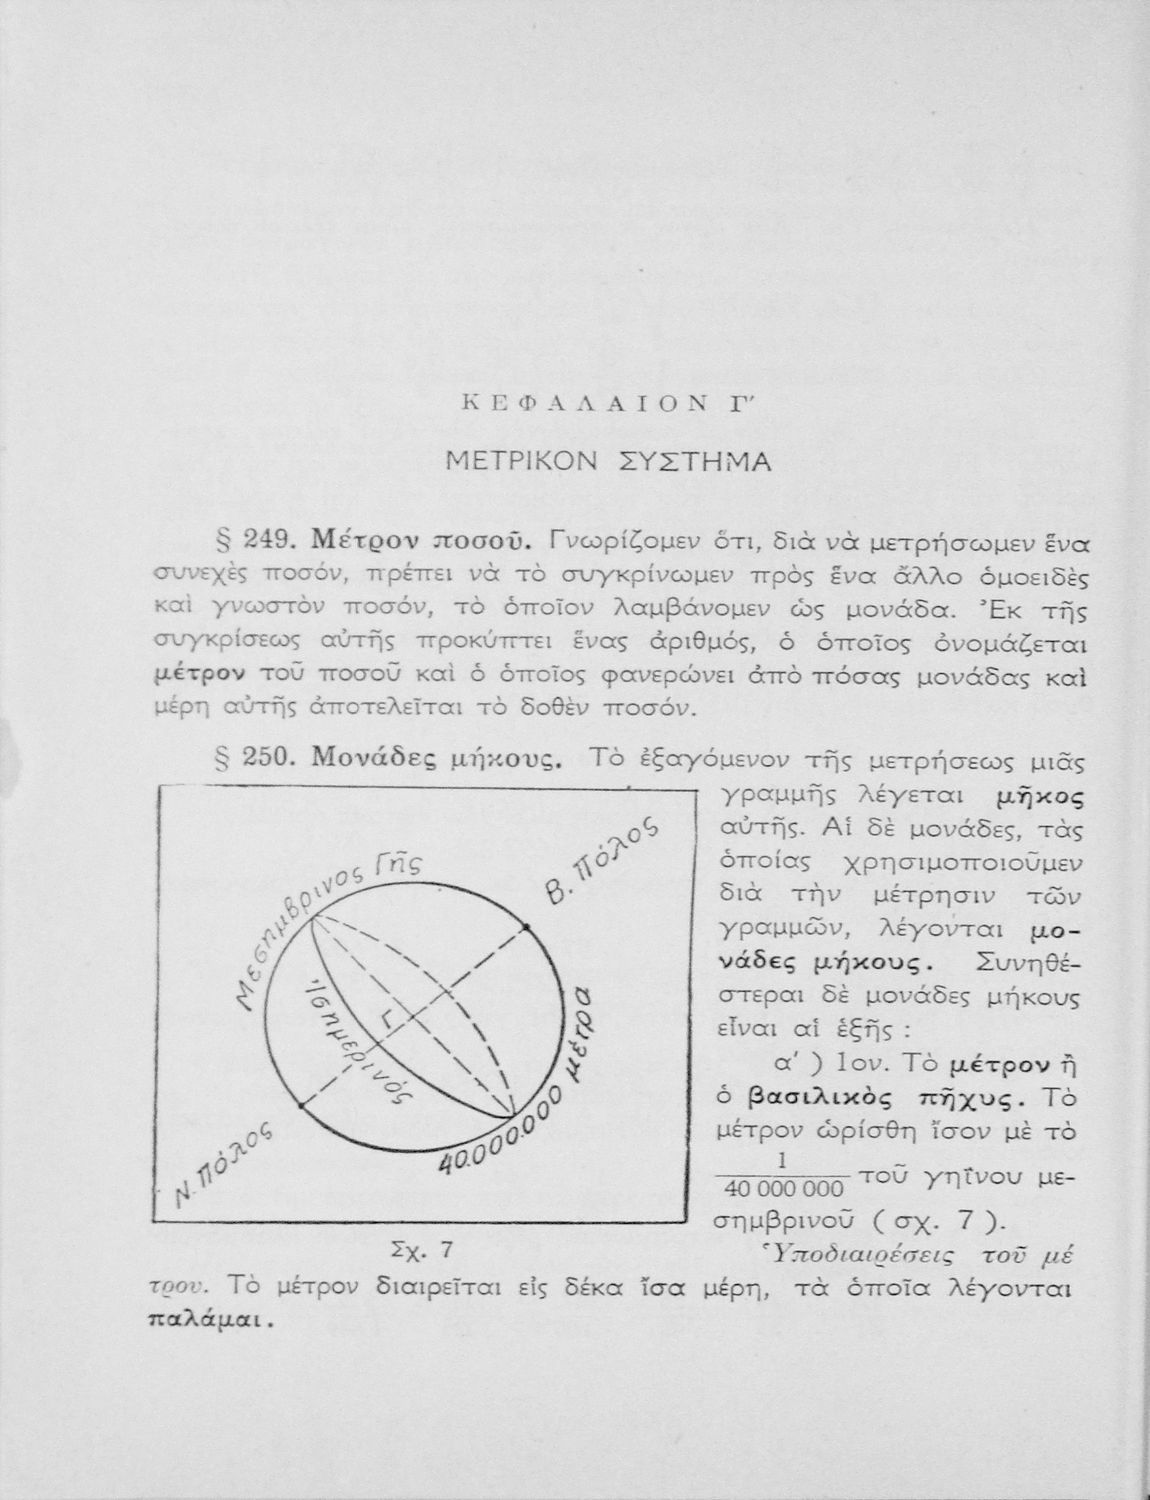 ΚΕΦΑΛΑΙΟΝ Γ′
ΜΕΤΡΙΚΟΝ ΣΥΣΤΗΜΑ
§ 249. Μέτρον ποσοῦ. Γνωρίζομεν ὅτι, διὰ νὰ μετρήσωμεν ἕνα
συνεχὲς ποσόν, πρέπει νὰ τὸ συγκρίνωμεν πρὸς ἕνα ἄλλο ὁμοειδὲς
καὶ γνωστὸν ποσόν, τὸ ὁποῖον λαμβάνομεν ὡς μονάδα. Ἐκ τῆς
συγκρίσεως αὐτῆς προκύπτει ἕνας ἀριθμός, ὁ ὁποῖος ὀνομάζεται
μέτρον τοῦ ποσοῦ καὶ ὁ ὁποῖος φανερώνει ἀπὸ πόσας μονάδας καὶ
μέρη αὐτῆς ἀποτελεῖται τὸ δοθὲν ποσόν.
§ 250. Μονάδες μήκους. Τὸ ἐξαγόμενον τῆς μετρήσεως μιᾶς
γραμμῆς λέγεται μῆκος
αὐτῆς. Αἱ δὲ μονάδες, τὰς
ὁποίας χρησιμοποιοῦμεν
διὰ τὴν μέτρησιν τῶν
γραμμῶν, λέγονται μο-
νάδες μήκους. Συνηθέ-
στεραι δὲ μονάδες μήκους
εἶναι αἱ ἑξῆς :
α′ ) 1ον. Τὸ μέτρον ἢ
ὁ βασιλικὸς πῆχυς. Τὸ
μέτρον ὡρίσθη ἴσον μὲ τὸ
1
40 000 000 τοῦ γηΐνου με-
σημβρινοῦ ( σχ. 7 ).
Μεσημβρινος Γῆς
Β. Πόλος
Ἰσημερινός
40.000.000 μέτρα
Ν. Πόλος
Σχ. 7
Ὑποδιαιρέσεις τοῦ μέ
τρου. Τὸ μέτρον διαιρεῖται εἰς δέκα ἴσα μέρη, τὰ ὁποῖα λέγονται
παλάμαι.